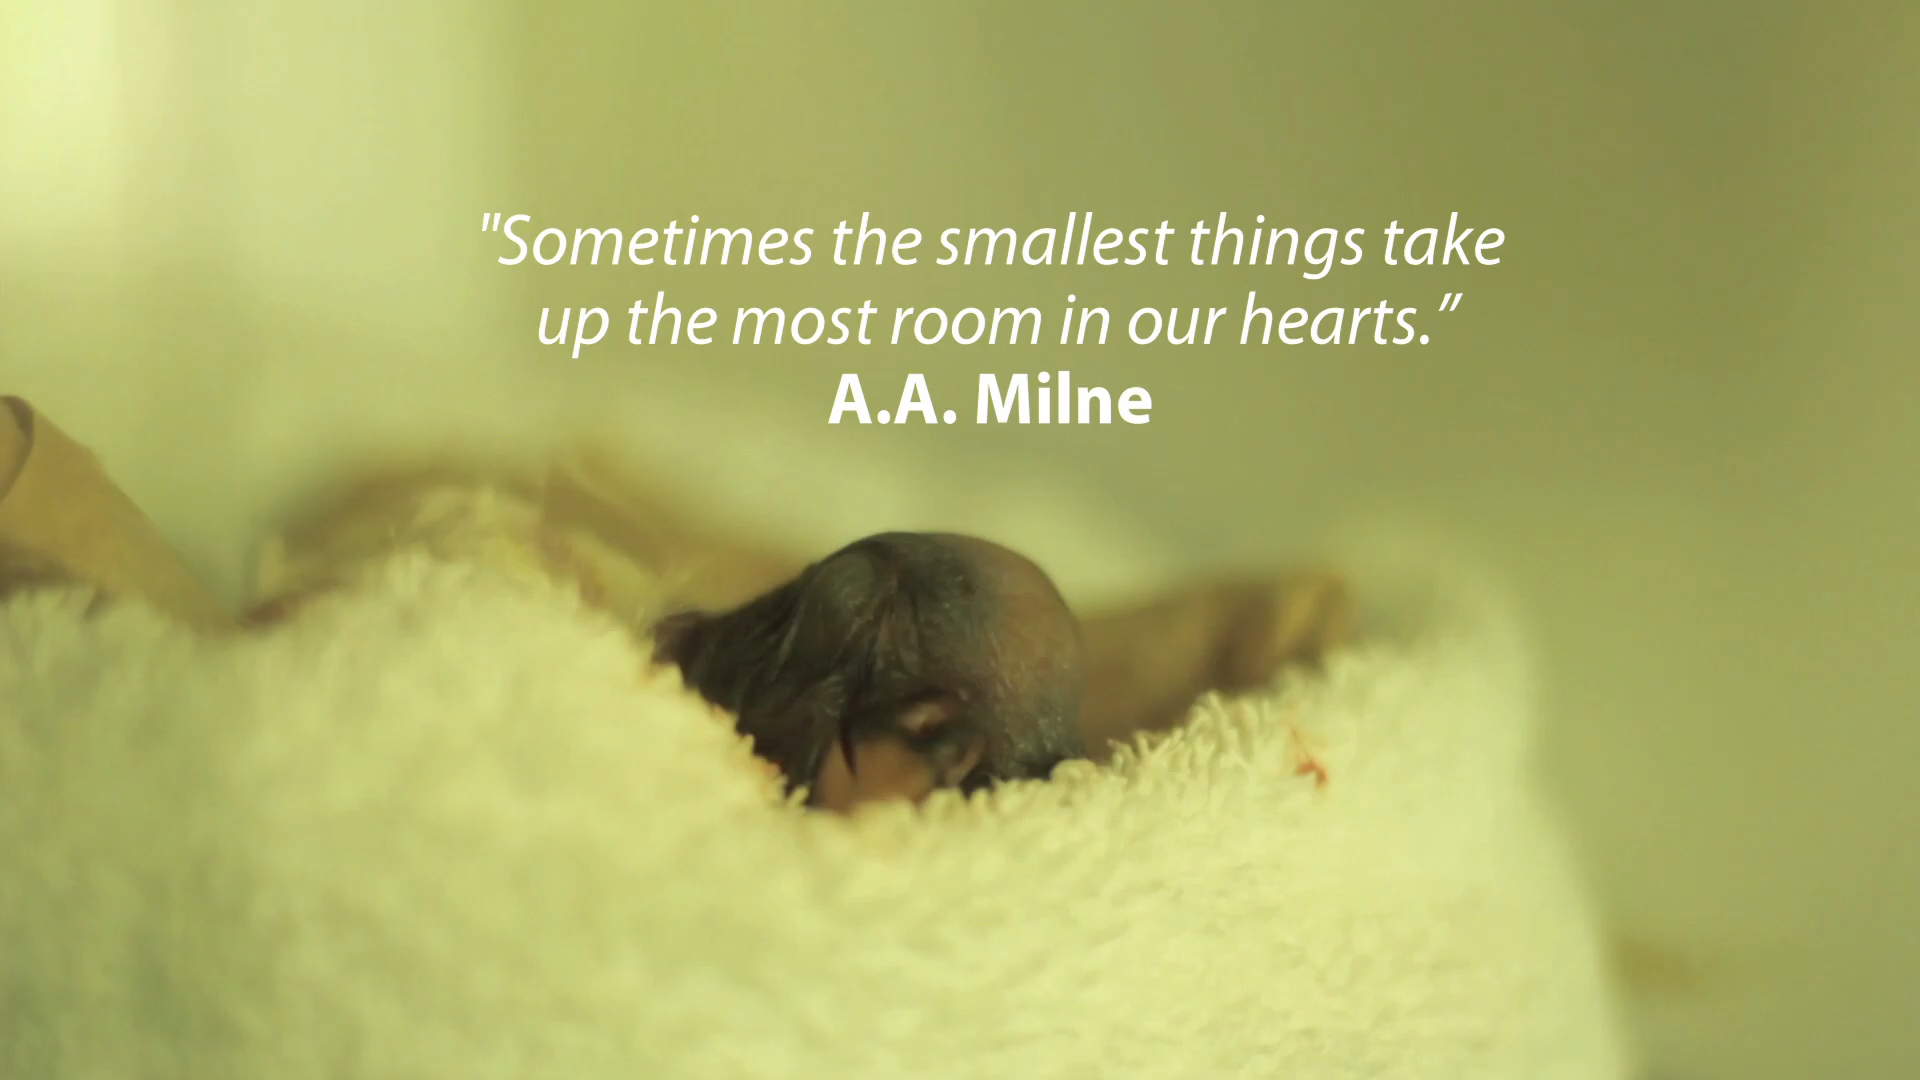 "Sometimes the smallest things take
up the most room in our hearts.”
A.A. Milne